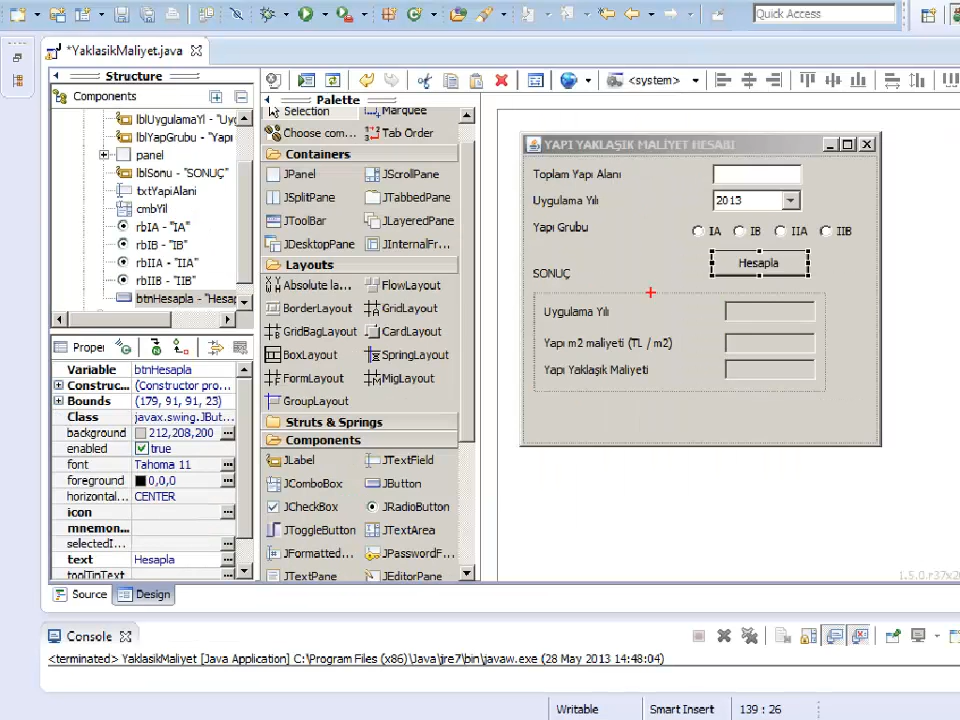 Quick Access
*YaklasikMaliyet.java
Structure
Components
lblUygulamaYl - "Uyg
lblYapGrubu - "Yapı
panel
lblSonu - "SONUÇ"
txtYapiAlani
cmbYil
rbIA - "IA"
rbIB - "IB"
rbIIA - "IIA"
rbIIB - "IIB"
btnHesapla - "Hesap
Proper
Variable btnHesapla
Construc... (Constructor pro...
Bounds (179, 91, 91, 23)
Class javax.swing.JBut...
background 212,208,200
enabled true
font Tahoma 11
foreground 0,0,0
horizontal... CENTER
icon
mnemon...
selectedI...
text Hesapla
toolTipText
Palette
<system>
Selection Marquee
Choose com... Tab Order
Containers
JPanel JScrollPane
JSplitPane JTabbedPane
JToolBar JLayeredPane
JDesktopPane JInternalFr...
Layouts
Absolute la... FlowLayout
BorderLayout GridLayout
GridBagLayout CardLayout
BoxLayout SpringLayout
FormLayout MigLayout
GroupLayout
Struts & Springs
Components
JLabel JTextField
JComboBox JButton
JCheckBox JRadioButton
JToggleButton JTextArea
JFormatted... JPasswordF...
JTextPane JEditorPane
YAPI YAKLAŞIK MALİYET HESABI
Toplam Yapı Alanı
Uygulama Yılı 2013
Yapı Grubu IA IB IIA IIB
Hesapla
SONUÇ
Uygulama Yılı
Yapı m2 maliyeti (TL / m2)
Yapı Yaklaşık Maliyeti
Source Design
Console
<terminated> YaklasikMaliyet [Java Application] C:\Program Files (x86)\Java\jre7\bin\javaw.exe (28 May 2013 14:48:04)
Writable Smart Insert 139 : 26